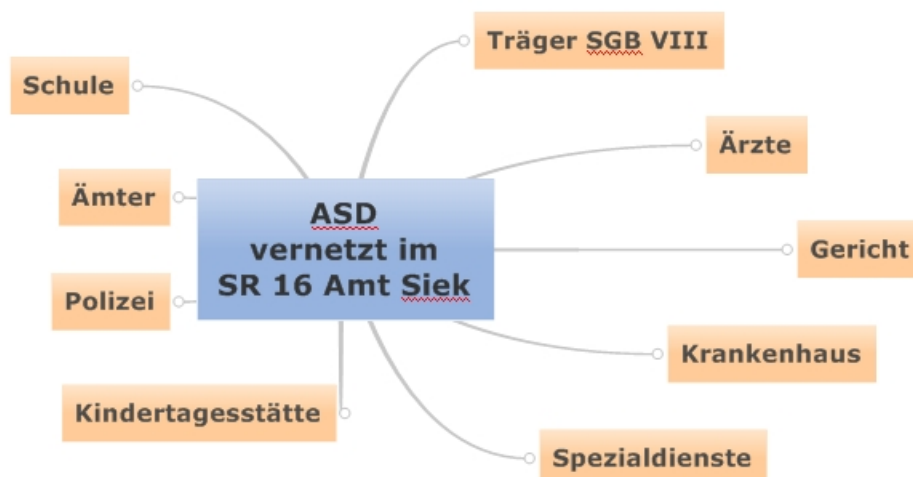 Träger SGB VIII
Schule
Ärzte
Ämter
ASD
vernetzt im
SR 16 Amt Siek
Gericht
Polizei
Krankenhaus
Kindertagesstätte
Spezialdienste